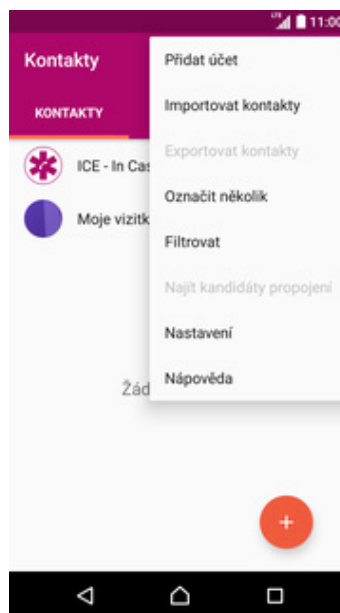 LTE 11:00
Kontakty
KONTAKTY
ICE - In Cas
Moje vizitk
Žád
Přidat účet
Importovat kontakty
Exportovat kontakty
Označit několik
Filtrovat
Najít kandidáty propojení
Nastavení
Nápověda